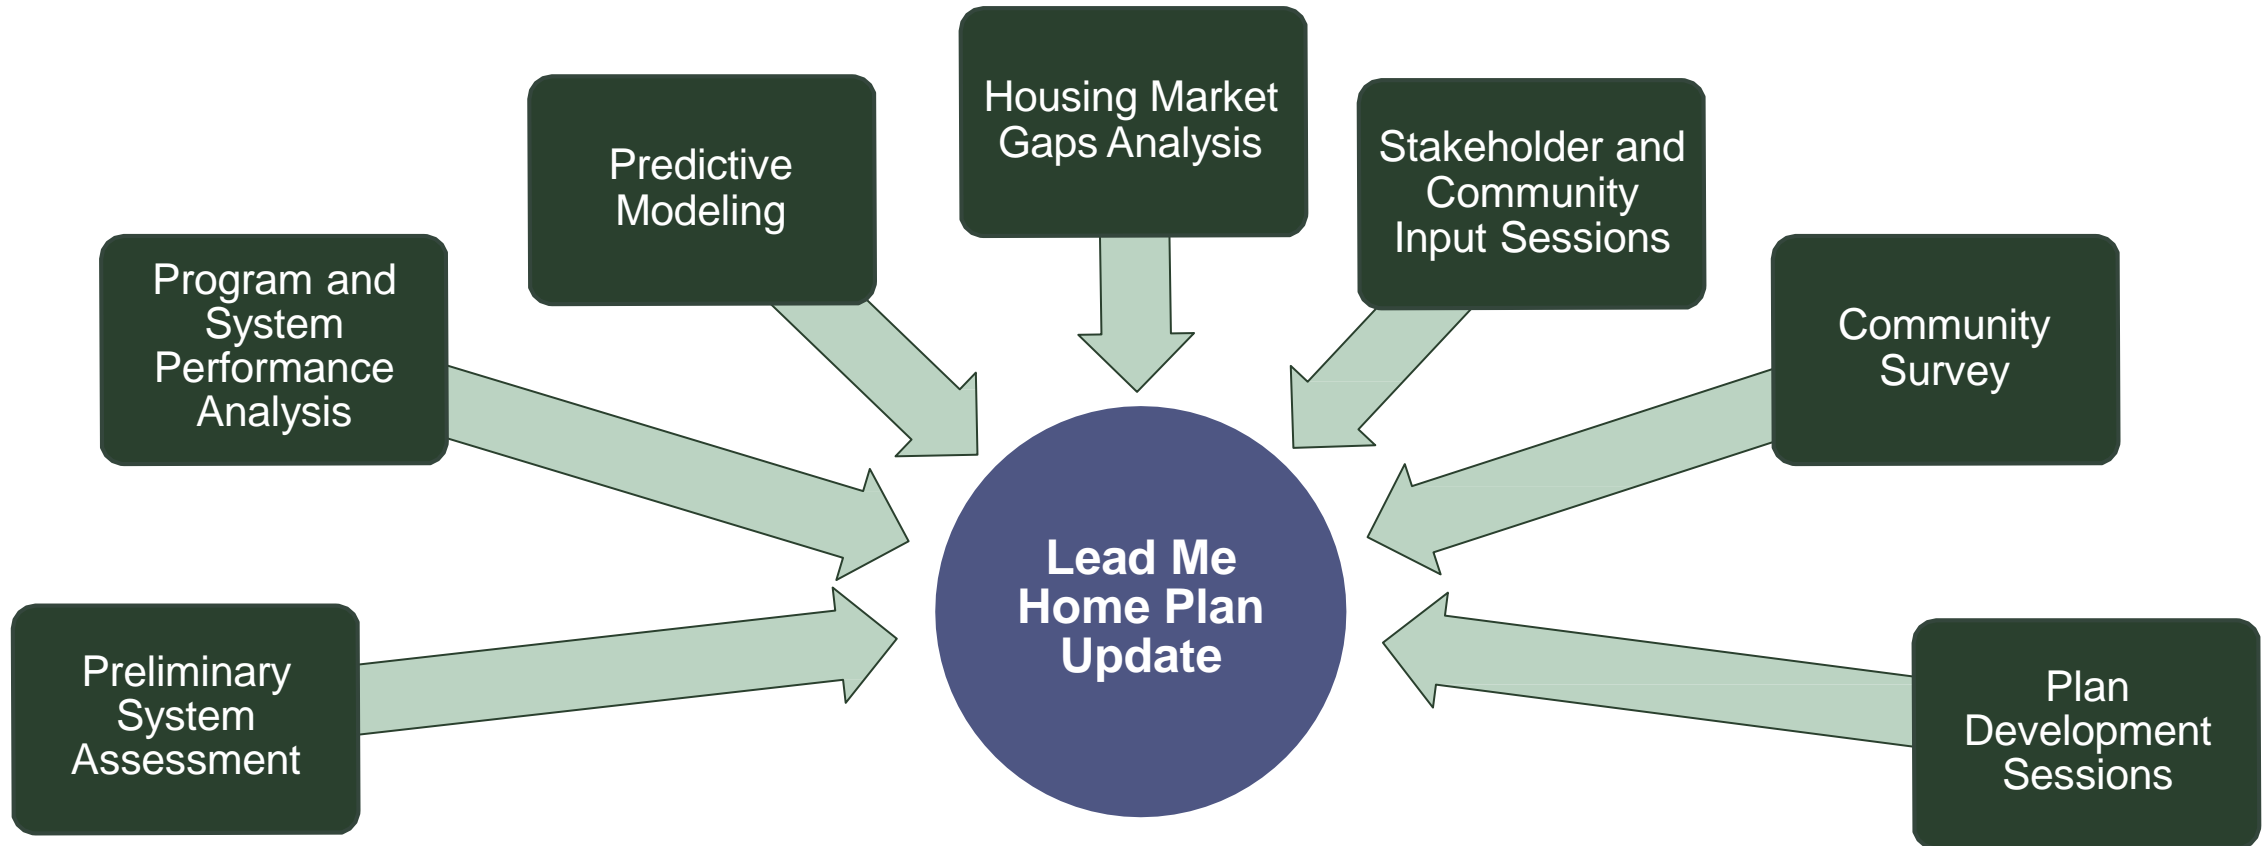 Preliminary
System
Assessment
Program and
System
Performance
Analysis
Predictive
Modeling
Housing Market
Gaps Analysis
Stakeholder and
Community
Input Sessions
Community
Survey
Plan
Development
Sessions
Lead Me
Home Plan
Update